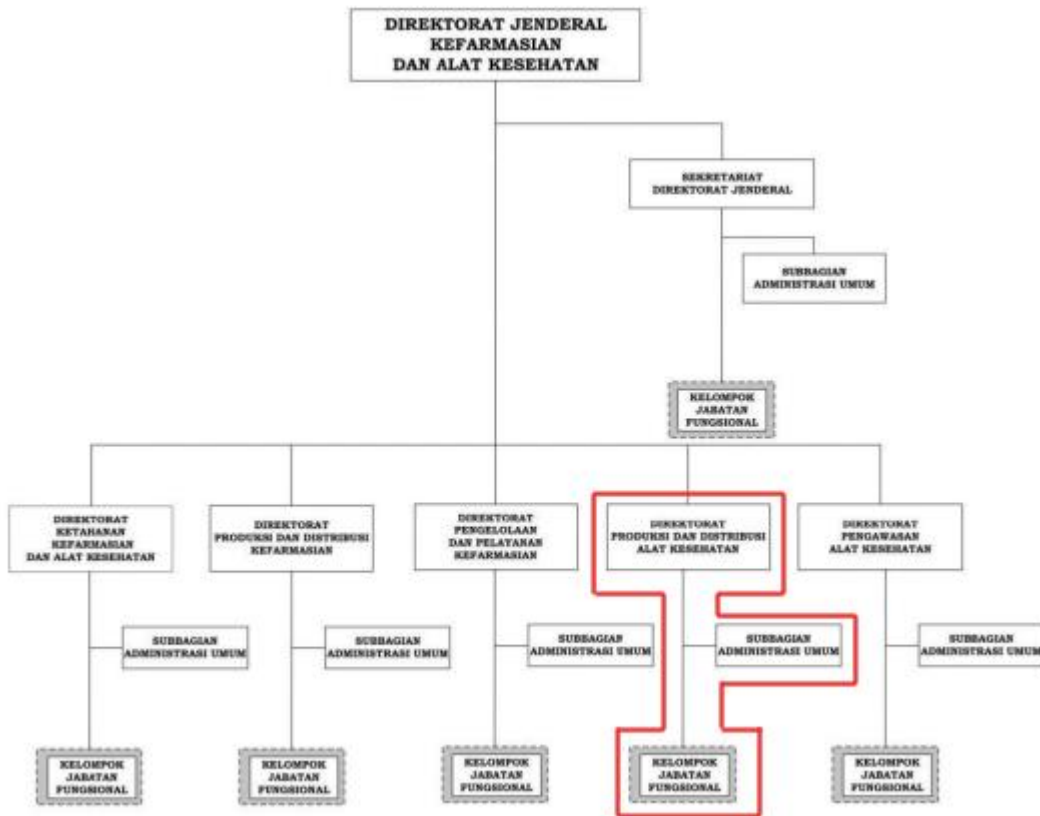 DIREKTORAT JENDERAL
KEFARMASIAN
DAN ALAT KESEHATAN
SEKRETARIAT
DIREKTORAT JENDERAL
SUBBAGIAN
ADMINISTRASI UMUM
KELOMPOK
JABATAN
FUNGSIONAL
DIREKTORAT
KETAHANAN
KEFARMASIAN
DAN ALAT KESEHATAN
DIREKTORAT
PRODUKSI DAN DISTRIBUSI
KEFARMASIAN
DIREKTORAT
PENGELOLAAN
DAN PELAYANAN
KEFARMASIAN
DIREKTORAT
PRODUKSI DAN DISTRIBUSI
ALAT KESEHATAN
DIREKTORAT
PENGAWASAN
ALAT KESEHATAN
SUBBAGIAN
ADMINISTRASI UMUM
SUBBAGIAN
ADMINISTRASI UMUM
SUBBAGIAN
ADMINISTRASI UMUM
SUBBAGIAN
ADMINISTRASI UMUM
SUBBAGIAN
ADMINISTRASI UMUM
KELOMPOK
JABATAN
FUNGSIONAL
KELOMPOK
JABATAN
FUNGSIONAL
KELOMPOK
JABATAN
FUNGSIONAL
KELOMPOK
JABATAN
FUNGSIONAL
KELOMPOK
JABATAN
FUNGSIONAL